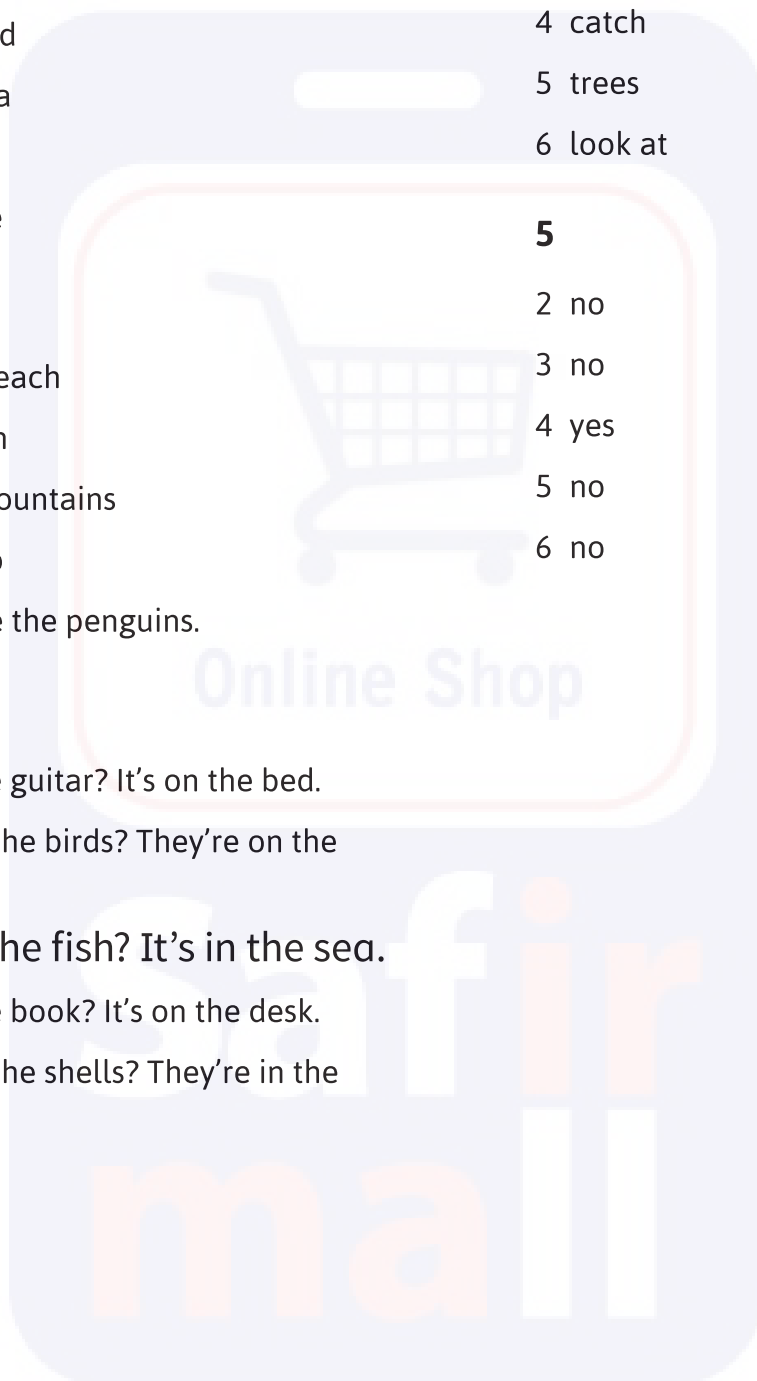 d
a
e
each
n
ountains
the penguins.
guitar? It's on the bed.
he birds? They're on the
he fish? It's in the sea.
book? It's on the desk.
he shells? They're in the
4 catch
5 trees
6 look at
5
2 no
3 no
4 yes
5 no
6 no
Online Shop
Safir
mall